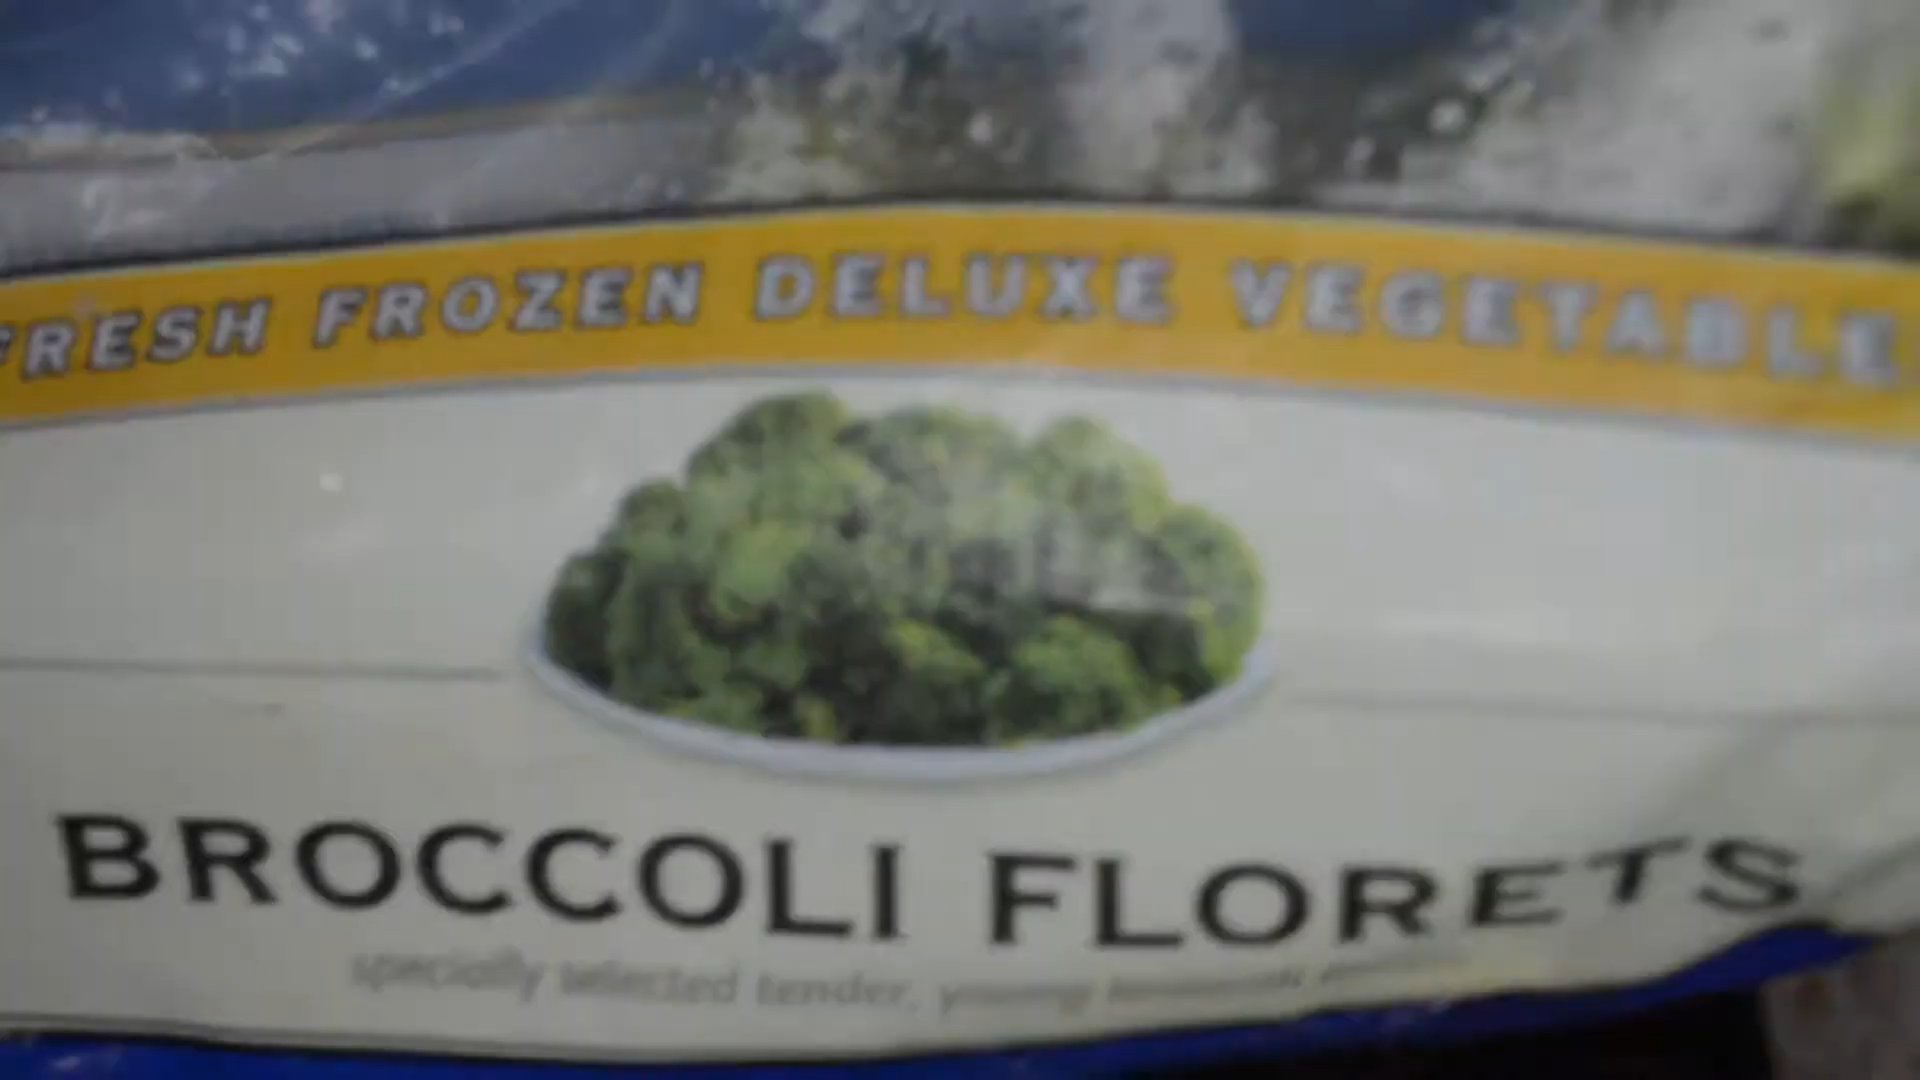 FRESH FROZEN DELUXE VEGETABLE
BROCCOLI FLORETS
specially selected tender, young